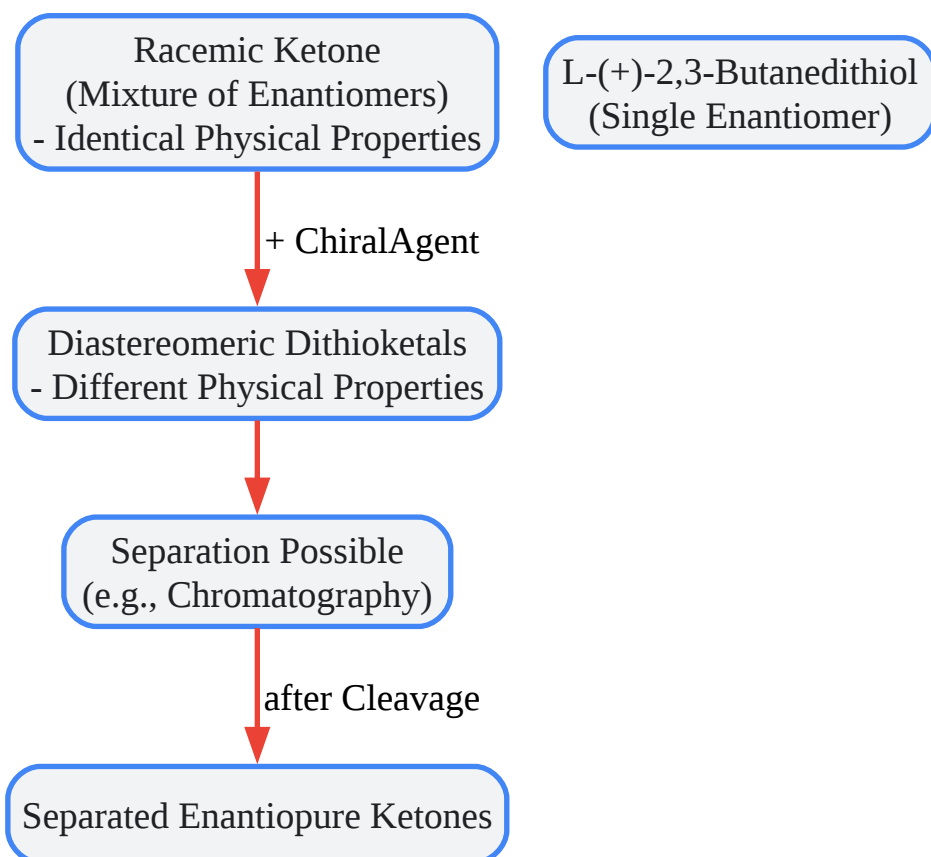 Racemic Ketone
(Mixture of Enantiomers)
- Identical Physical Properties
L-(+)-2,3-Butanedithiol
(Single Enantiomer)
+ ChiralAgent
Diastereomeric Dithioketals
- Different Physical Properties
Separation Possible
(e.g., Chromatography)
after Cleavage
Separated Enantiopure Ketones